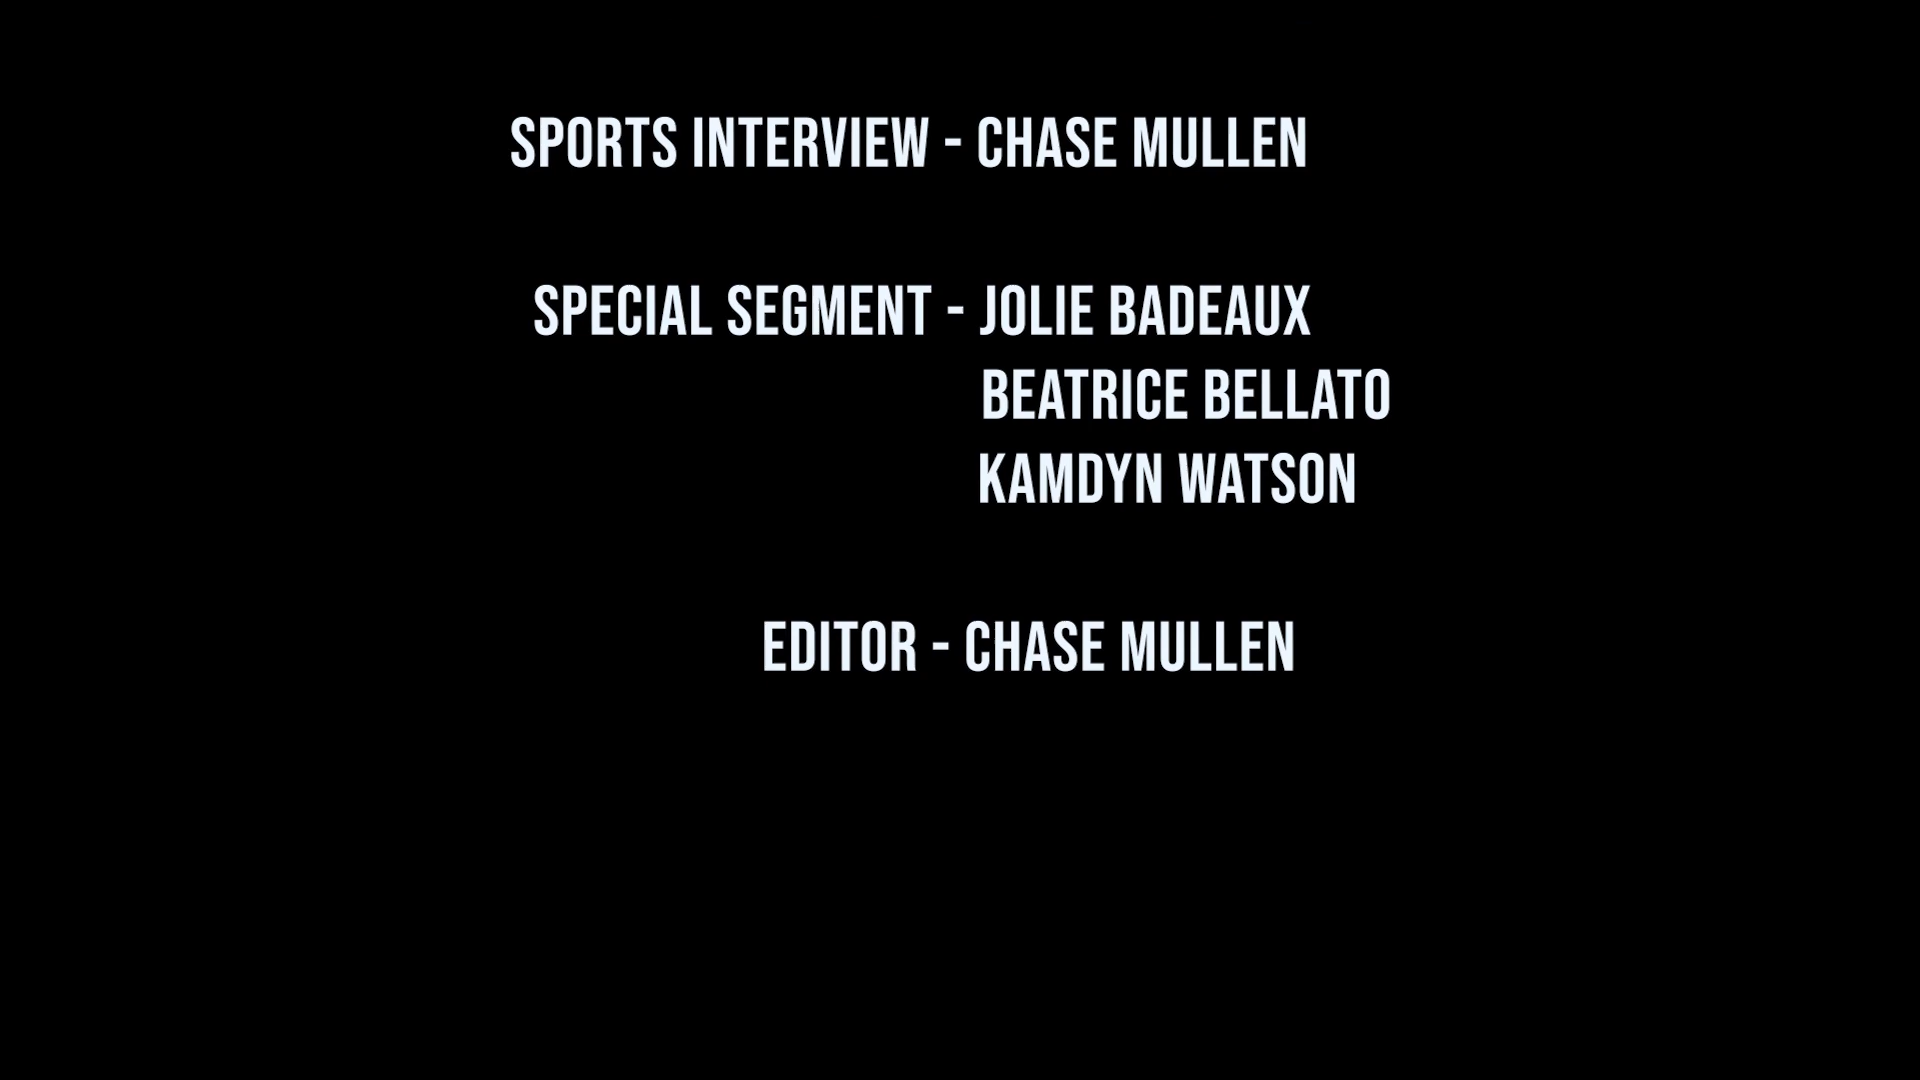 SPORTS INTERVIEW - CHASE MULLEN
SPECIAL SEGMENT - JOLIE BADEAUX
BEATRICE BELLATO
KAMDYN WATSON
EDITOR - CHASE MULLEN